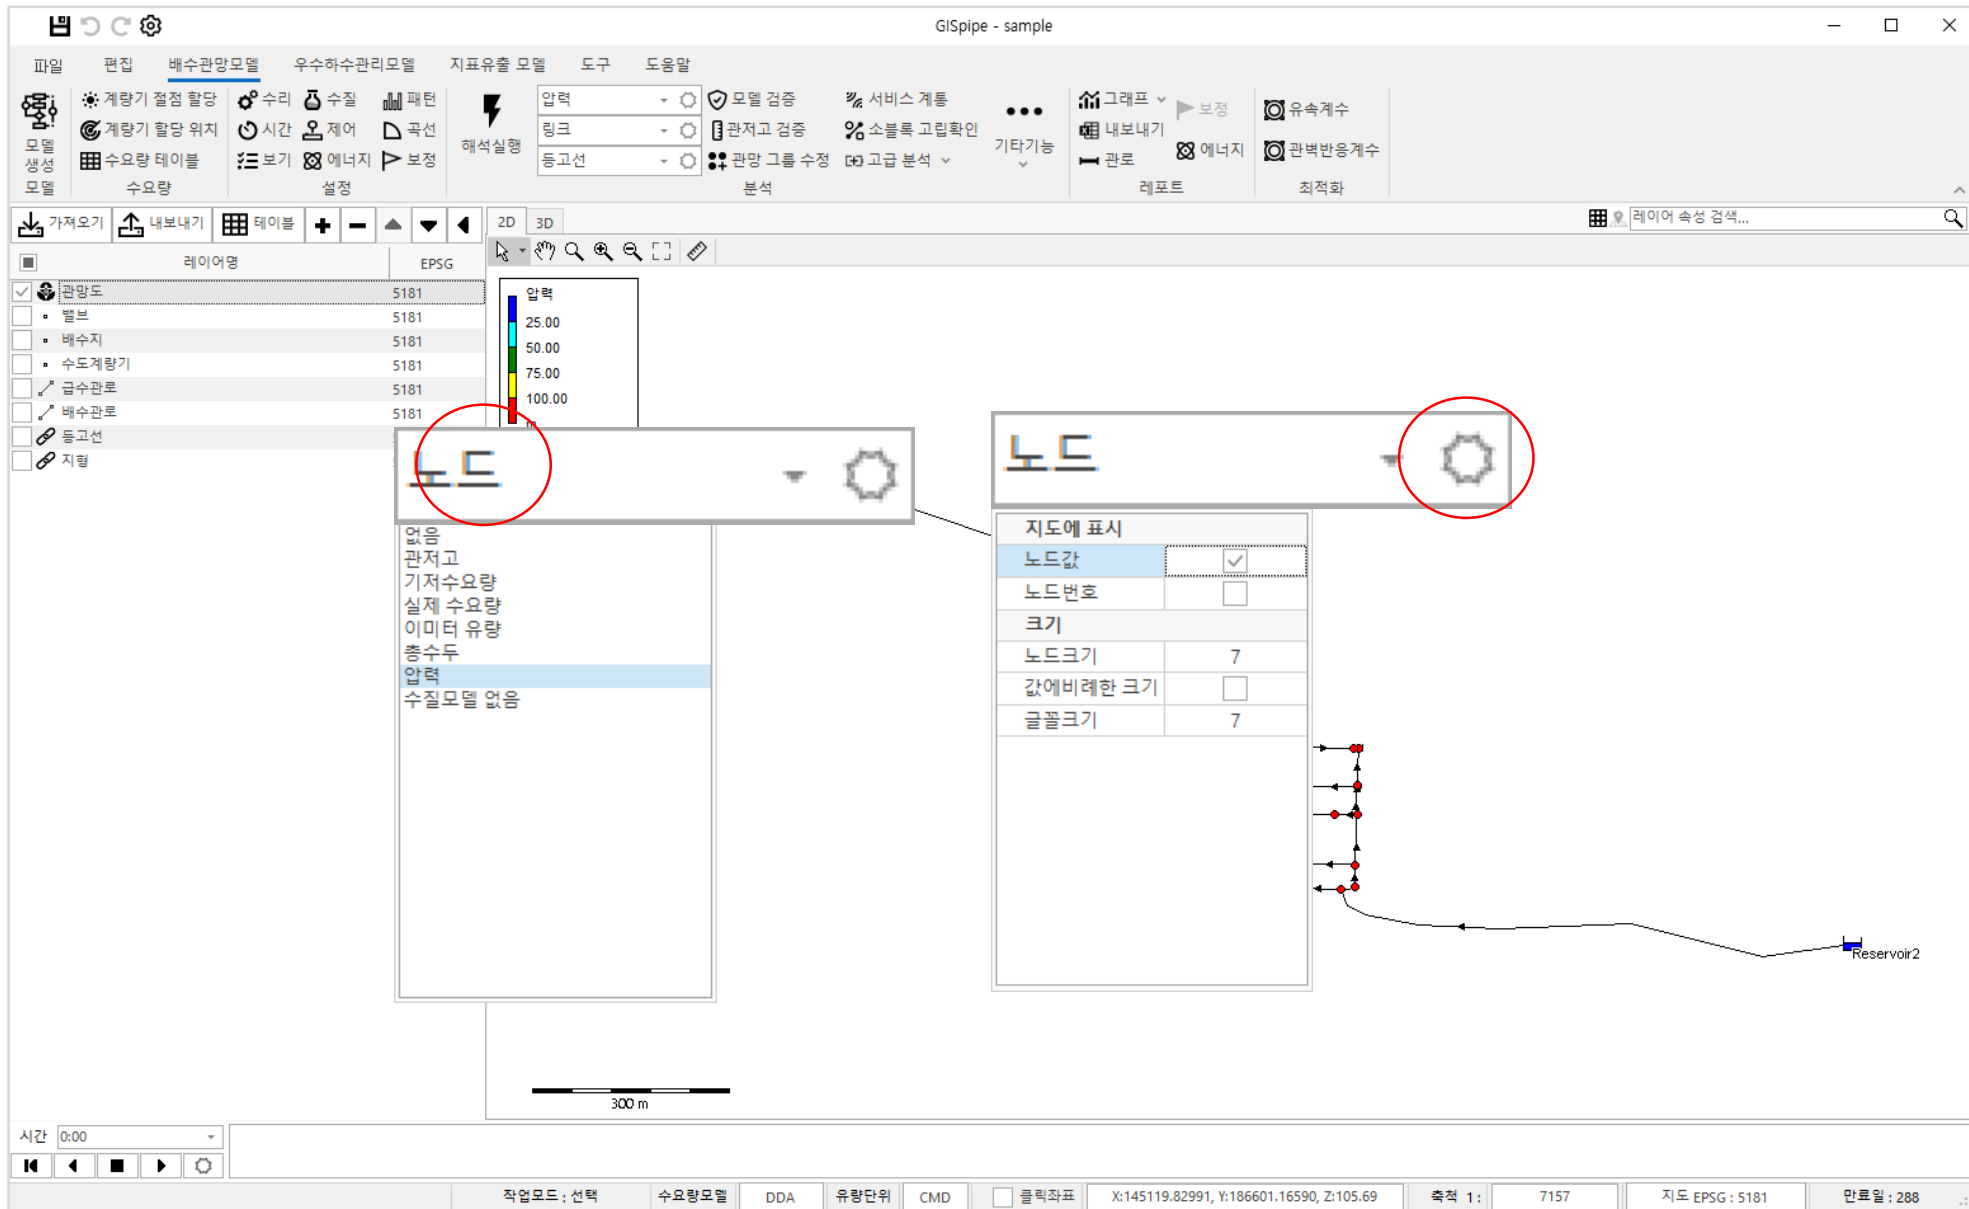 GISpipe - sample
파일 편집 배수관망모델 우수하수관리모델 지표유출 모델 도구 도움말
모델 생성
모델
계량기 절점 할당
계량기 할당 위치
수요량 테이블
수요량
수리 수질 패턴
시간 제어 곡선
보기 에너지 보정
설정
해석실행
압력
링크
등고선
모델 검증
관저고 검증
관망 그룹 수정
서비스 계통
소블록 고립확인
고급 분석
기타기능
분석
그래프
내보내기
관로
보정
에너지
레포트
유속계수
관벽반응계수
최적화
가져오기 내보내기 테이블
2D 3D
레이어 속성 검색...
레이어명 EPSG
관망도 5181
밸브 5181
배수지 5181
수도계량기 5181
급수관로 5181
배수관로 5181
등고선
지형
압력
25.00
50.00
75.00
100.00
노드
없음
관저고
기저수요량
실제 수요량
이미터 유량
총수두
압력
수질모델 없음
노드
지도에 표시
노드값
노드번호
크기
노드크기 7
값에비례한 크기
글꼴크기 7
Reservoir2
300 m
시간 0:00
작업모드 : 선택 수요량모델 DDA 유량단위 CMD 클릭좌표 X:145119.82991, Y:186601.16590, Z:105.69 축척 1 : 7157 지도 EPSG : 5181 만료일 : 288